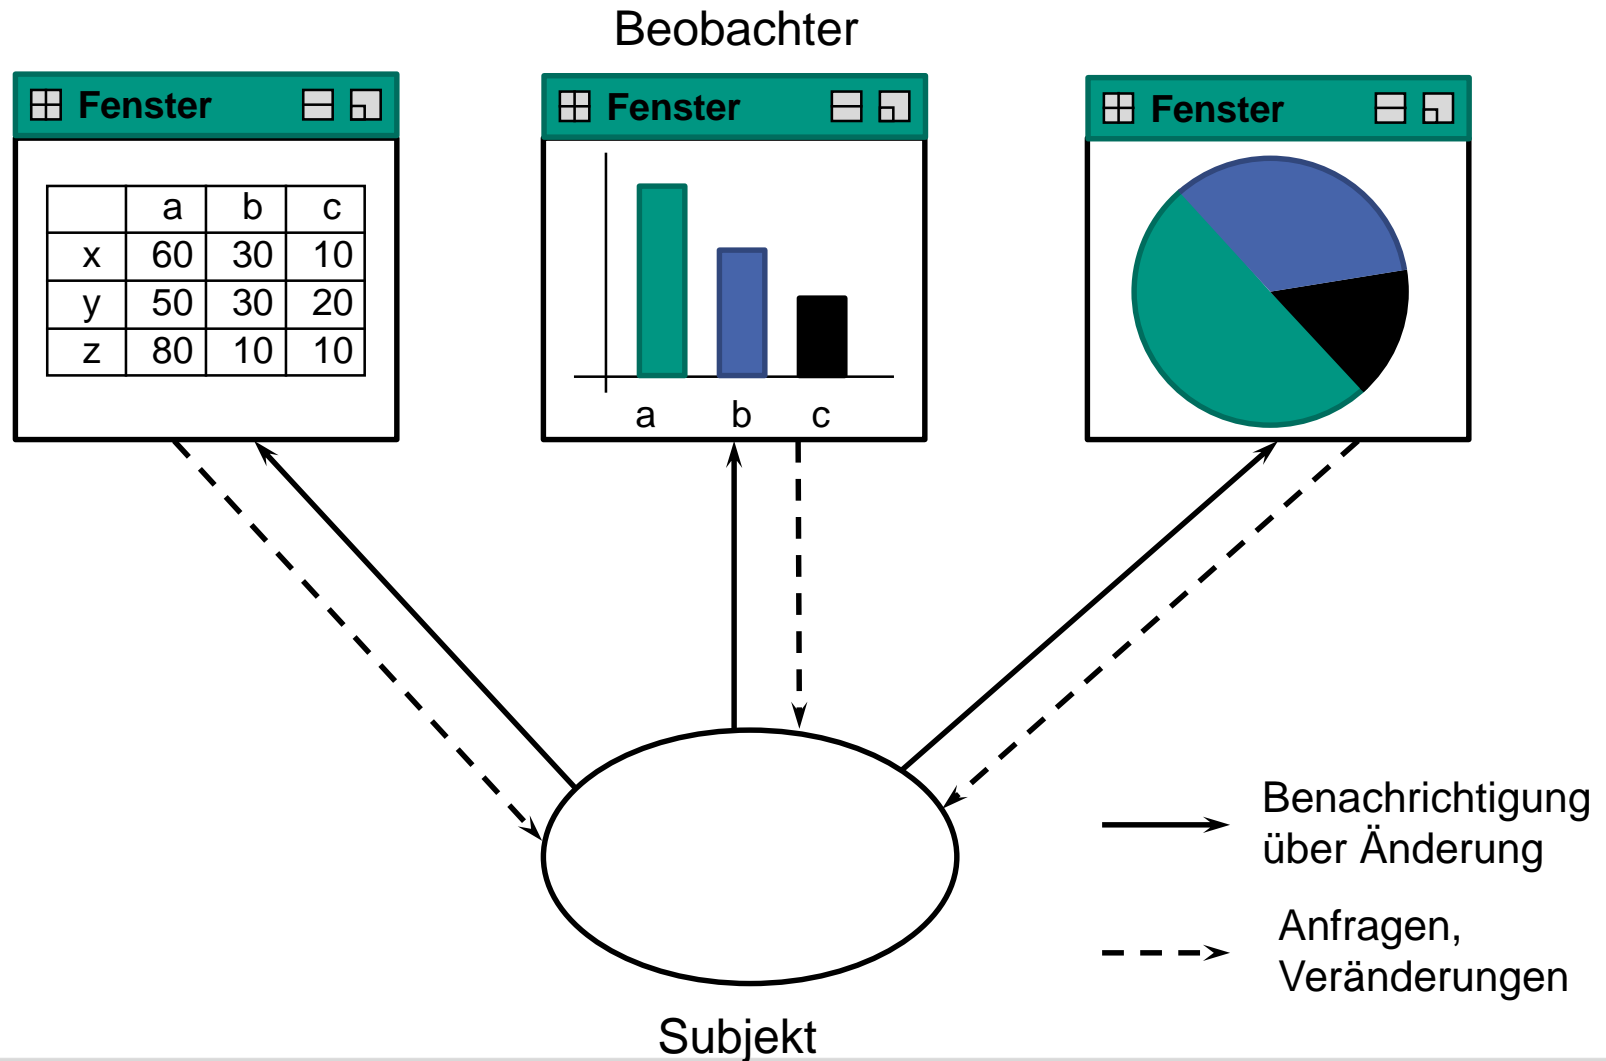 Beobachter
Fenster
a b c
x 60 30 10
y 50 30 20
z 80 10 10
Fenster
a b c
Fenster
Benachrichtigung
über Änderung
Anfragen,
Veränderungen
Subjekt